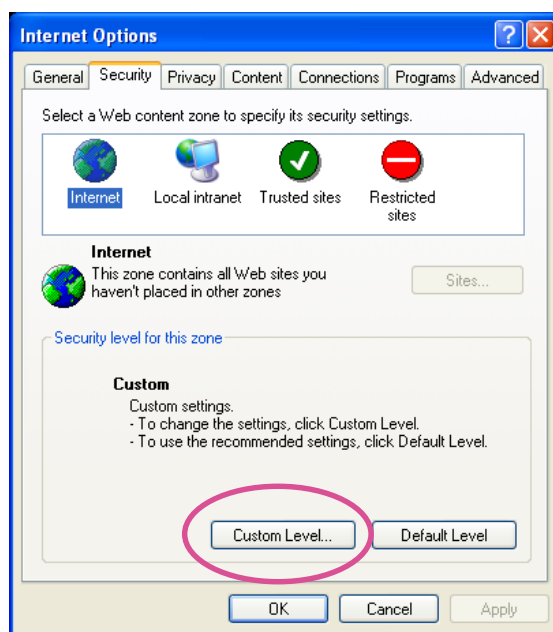 Internet Options
General Security Privacy Content Connections Programs Advanced
Select a Web content zone to specify its security settings.
Internet Local intranet Trusted sites Restricted sites
Internet
This zone contains all Web sites you
haven't placed in other zones
Sites...
Security level for this zone
Custom
Custom settings.
- To change the settings, click Custom Level.
- To use the recommended settings, click Default Level.
Custom Level... Default Level
OK Cancel Apply